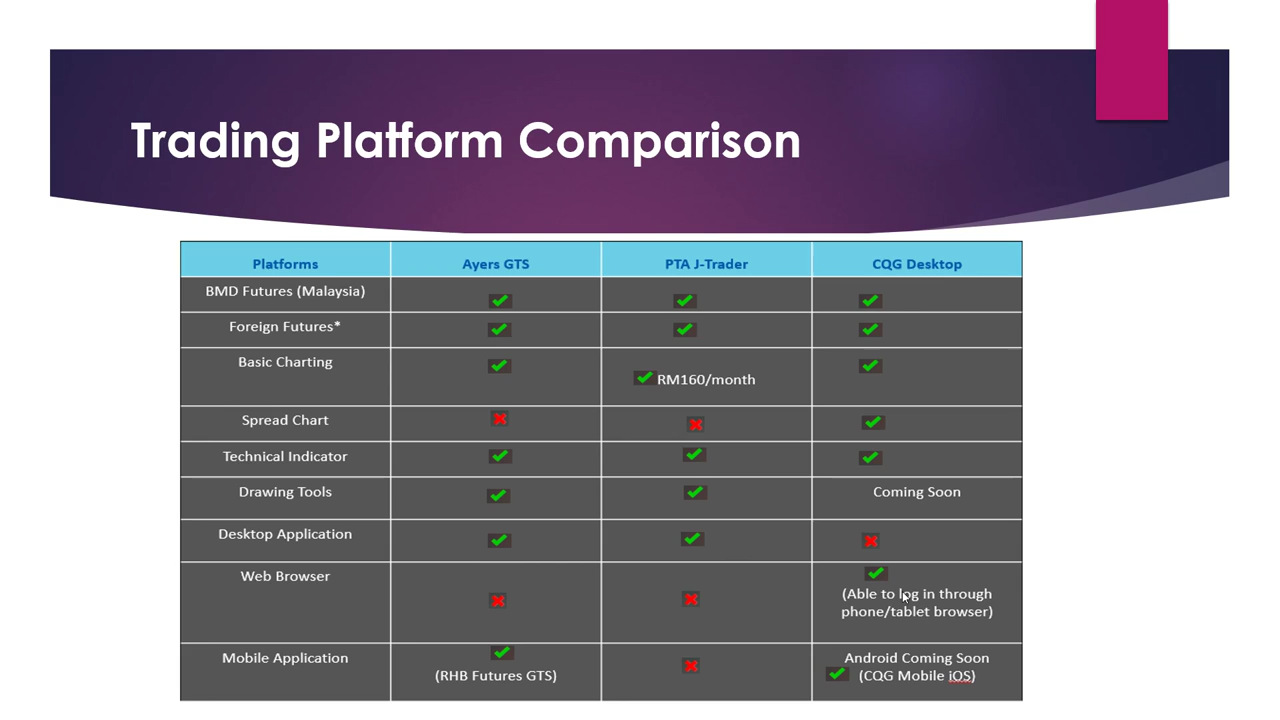 Trading Platform Comparison
Platforms Ayers GTS PTA J-Trader CQG Desktop
BMD Futures (Malaysia)
Foreign Futures*
Basic Charting
RM160/month
Spread Chart
Technical Indicator
Drawing Tools Coming Soon
Desktop Application
Web Browser
(Able to log in through
phone/tablet browser)
Mobile Application
(RHB Futures GTS)
Android Coming Soon
(CQG Mobile iOS)